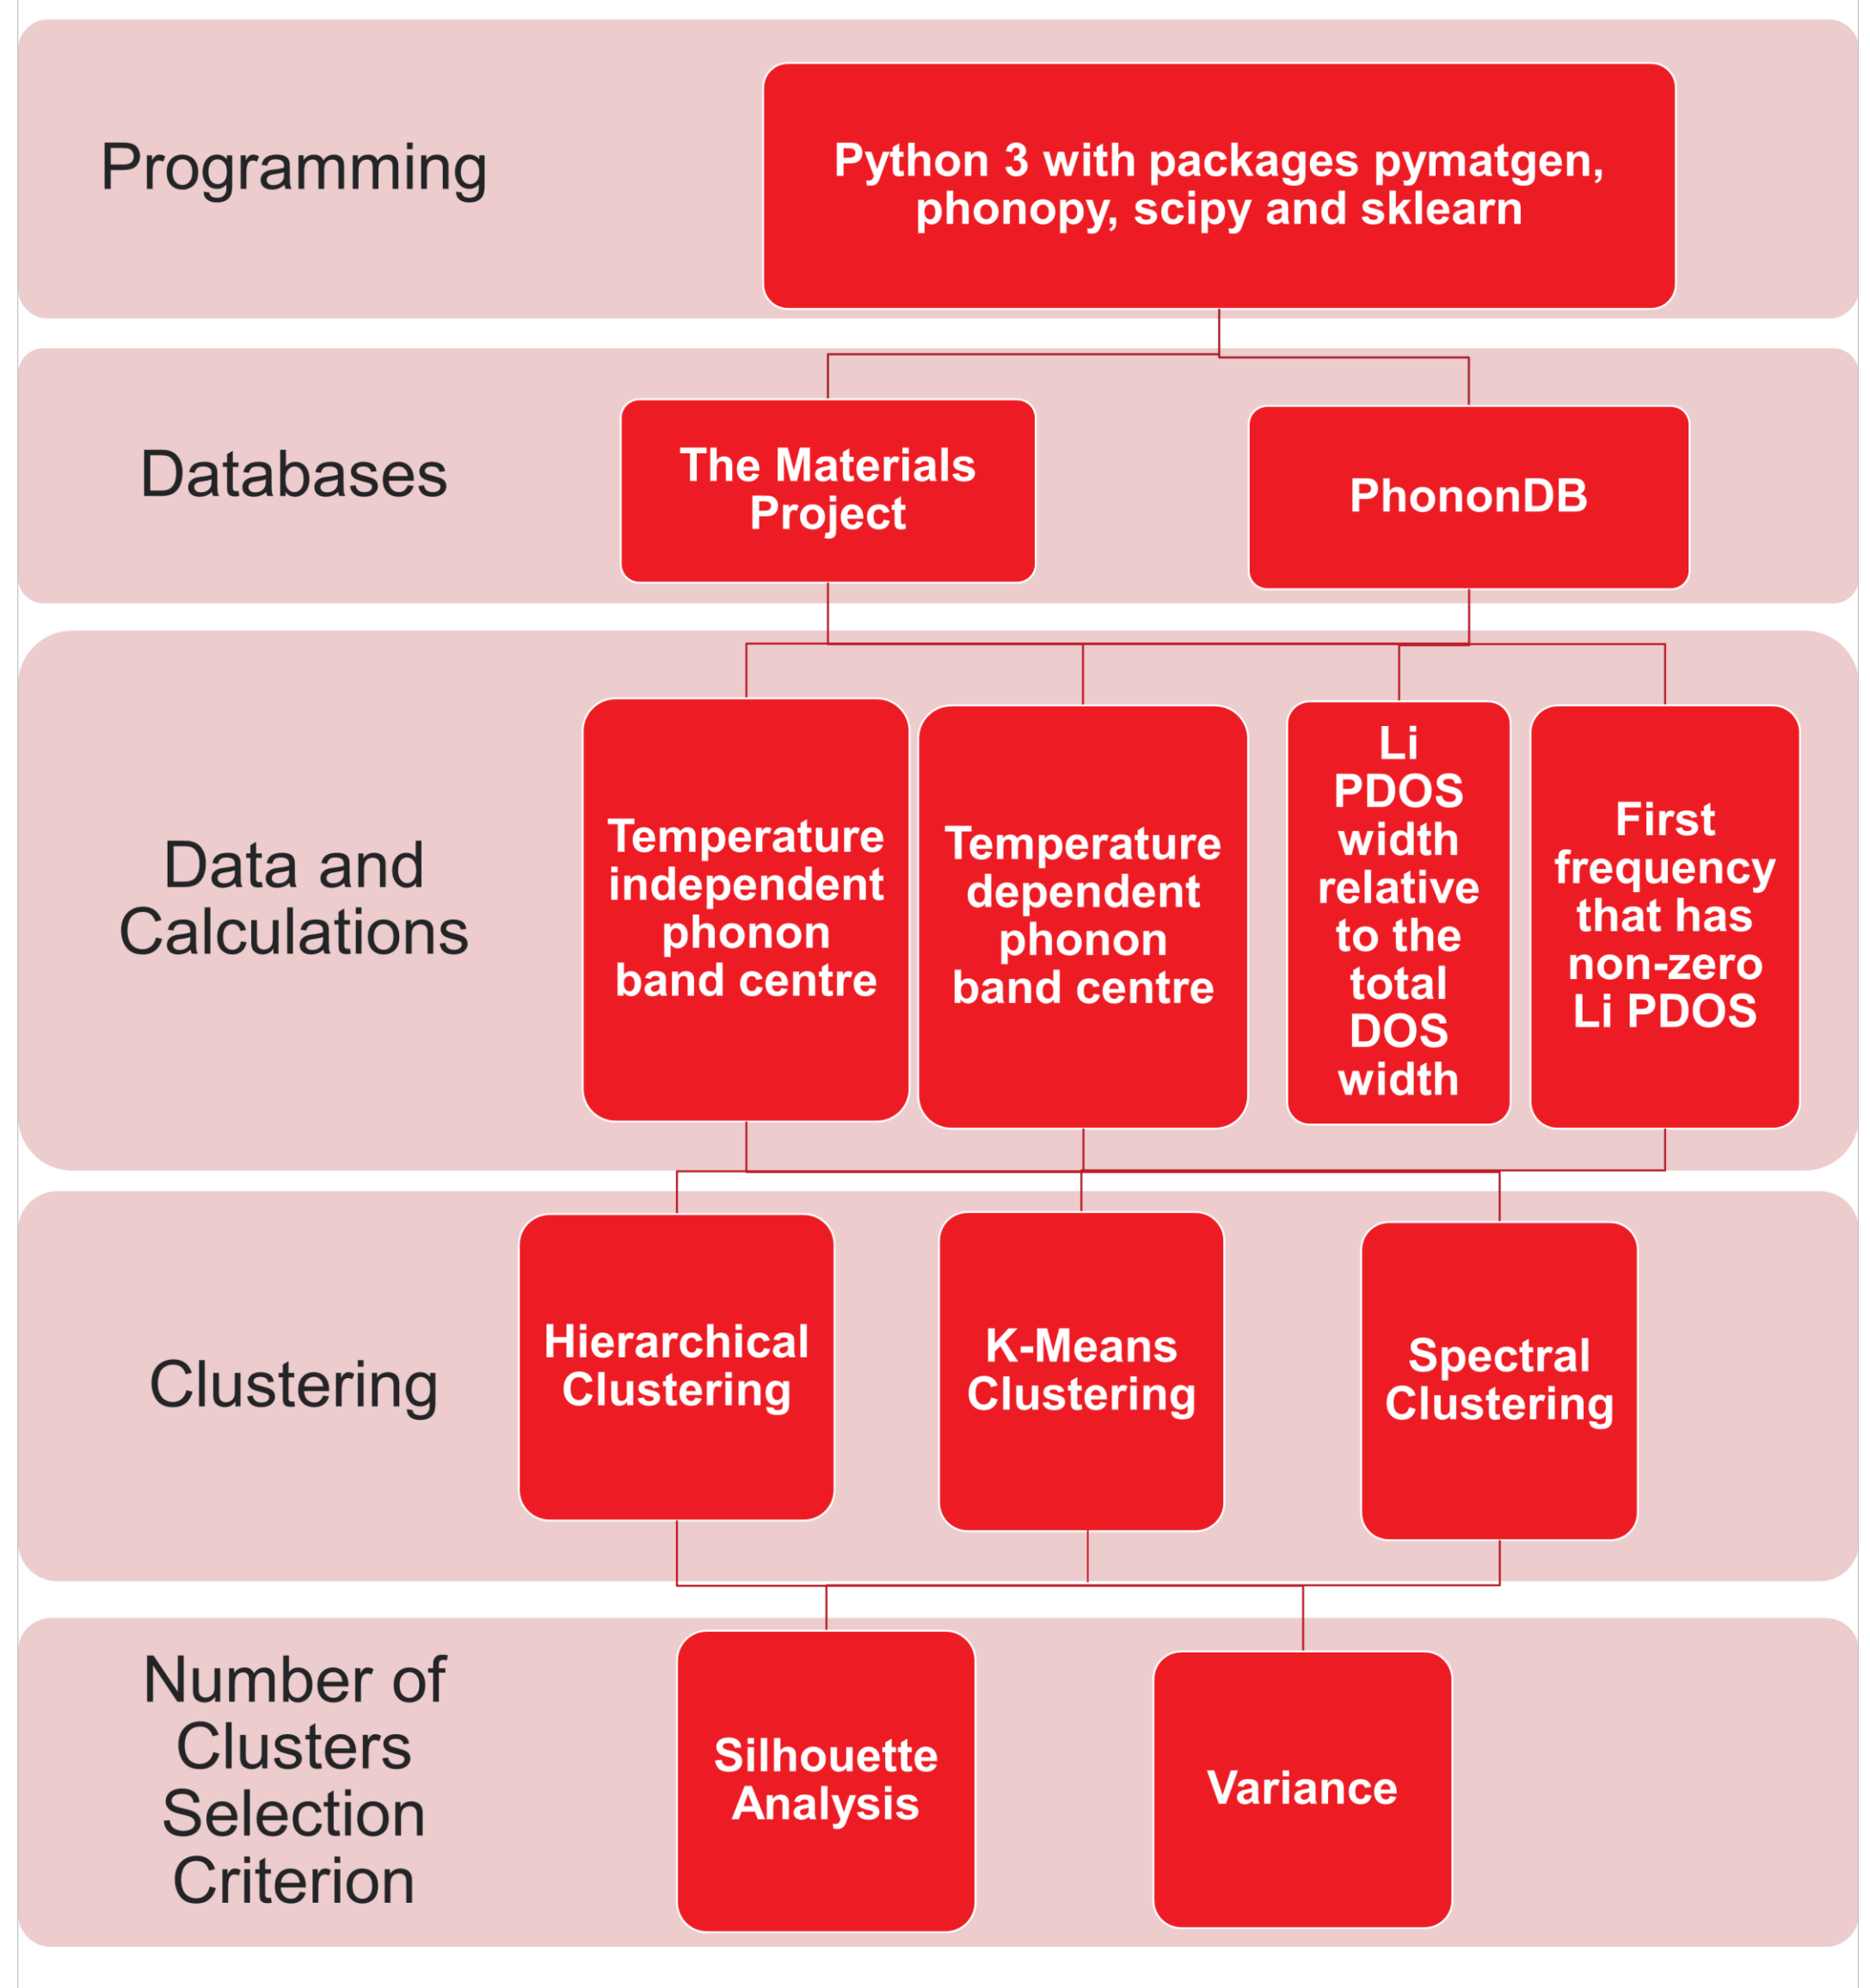 Programming
Python 3 with packages pymatgen,
phonopy, scipy and sklearn
Databases
The Materials
Project
PhononDB
Data and
Calculations
Temperature
independent
phonon
band centre
Temperature
dependent
phonon
band centre
Li
PDOS
width
relative
to the
total
DOS
width
First
frequency
that has
non-zero
Li PDOS
Clustering
Hierarchical
Clustering
K-Means
Clustering
Spectral
Clustering
Number of
Clusters
Selection
Criterion
Silhouette
Analysis
Variance